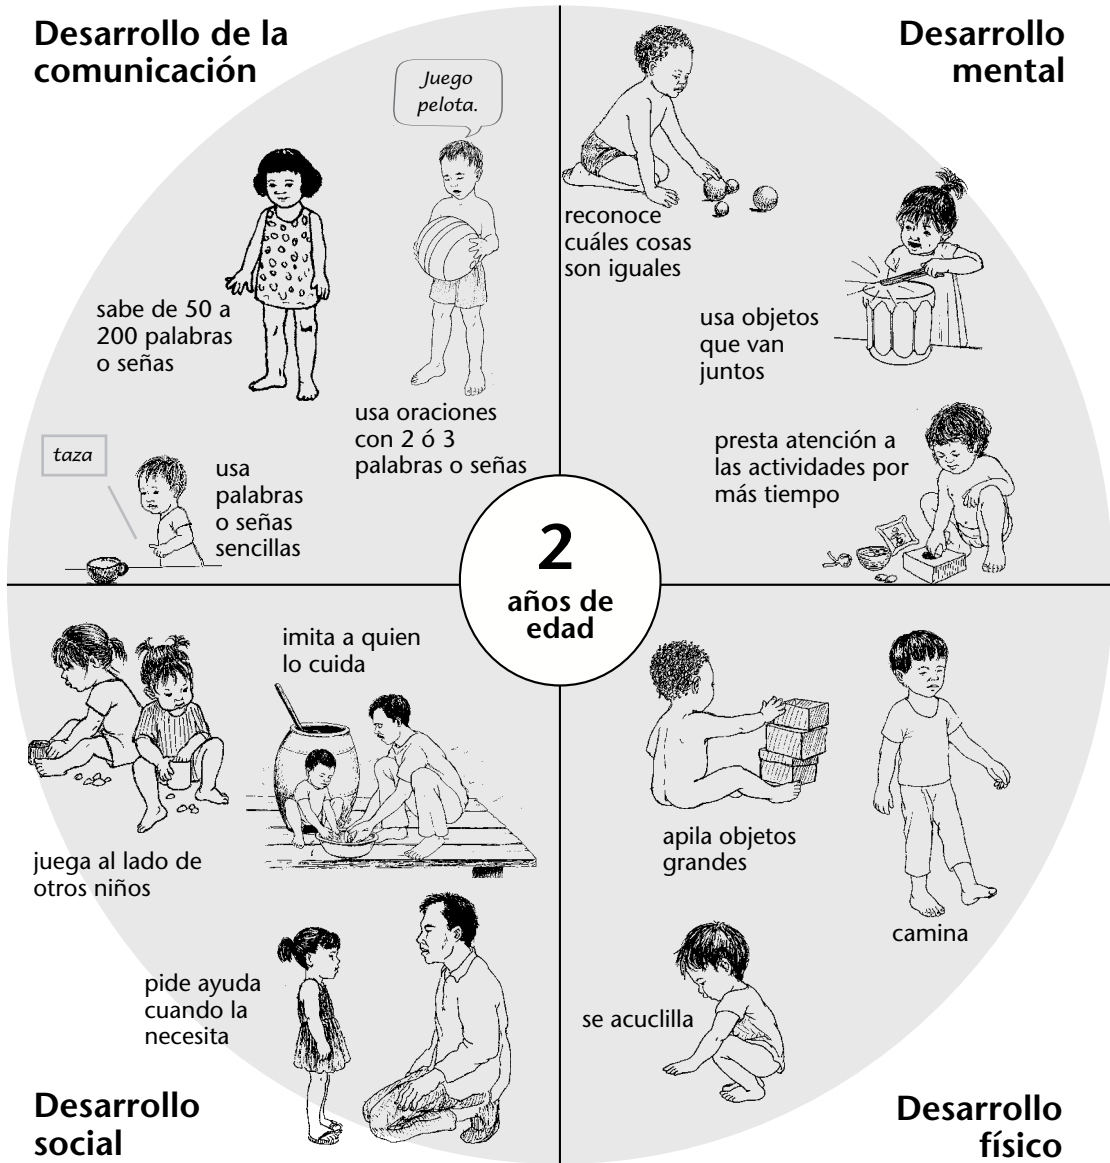 Desarrollo de la
comunicación
Juego
pelota.
sabe de 50 a
200 palabras
o señas
usa oraciones
con 2 ó 3
palabras o señas
taza
usa
palabras
o señas
sencillas
Desarrollo
mental
reconoce
cuáles cosas
son iguales
usa objetos
que van
juntos
presta atención a
las actividades por
más tiempo
2
años de
edad
imita a quien
lo cuida
juega al lado de
otros niños
pide ayuda
cuando la
necesita
Desarrollo
social
apila objetos
grandes
camina
se acuclilla
Desarrollo
físico